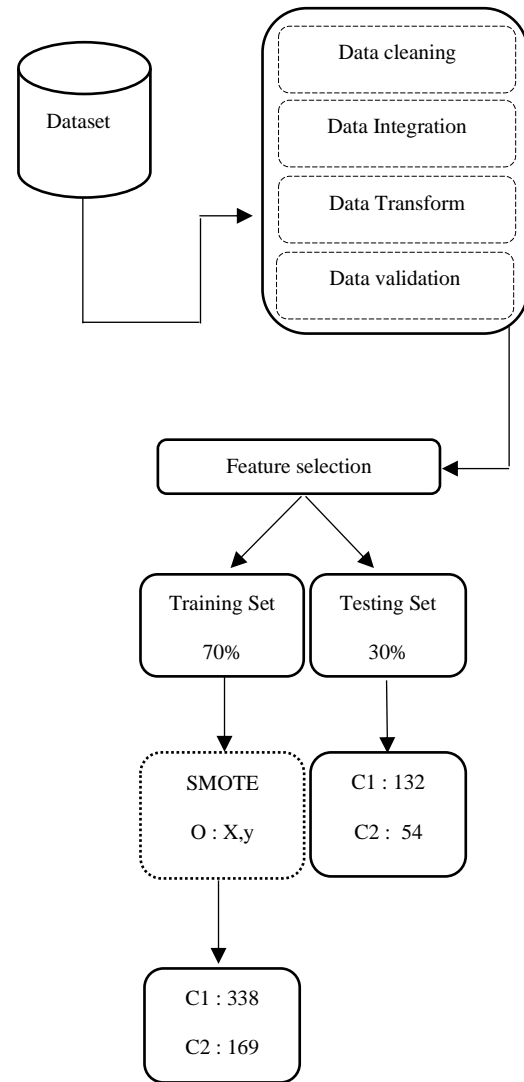 Dataset
Data cleaning
Data Integration
Data Transform
Data validation
Feature selection
Training Set
70%
Testing Set
30%
SMOTE
O : X,y
C1 : 132
C2 : 54
C1 : 338
C2 : 169